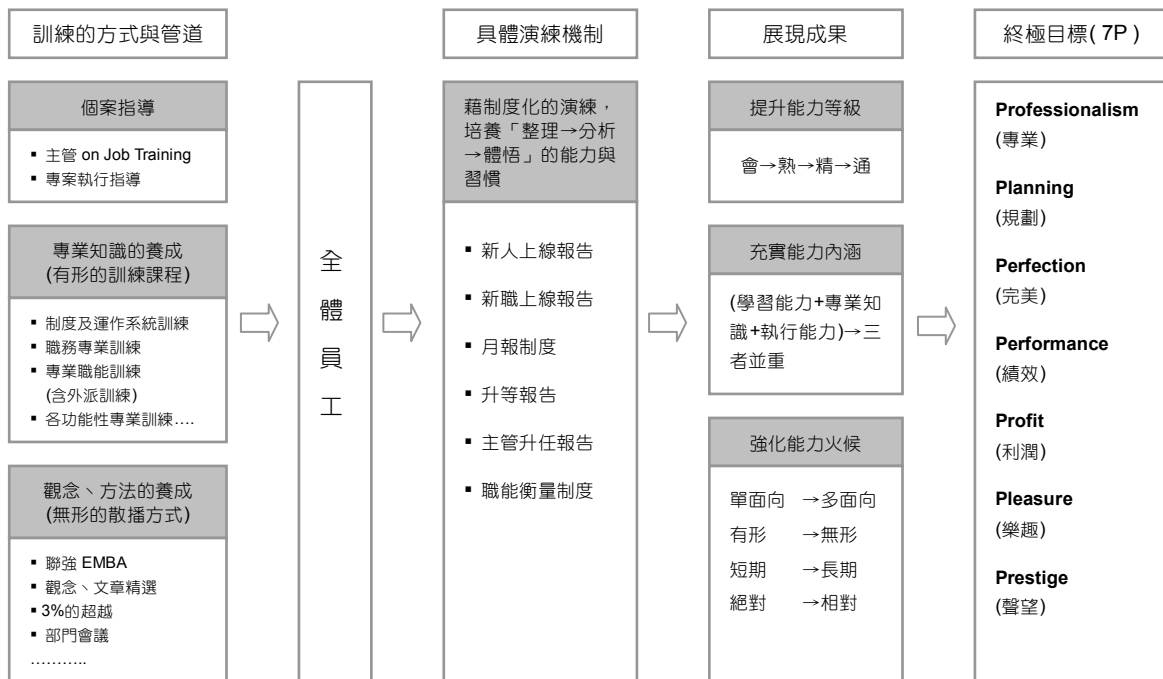 訓練的方式與管道
個案指導
▪ 主管 on Job Training
▪ 專案執行指導
專業知識的養成
(有形的訓練課程)
▪ 制度及運作系統訓練
▪ 職務專業訓練
▪ 專業職能訓練
(含外派訓練)
▪ 各功能性專業訓練….
觀念、方法的養成
(無形的散播方式)
▪ 聯強 EMBA
▪ 觀念、文章精選
▪ 3%的超越
▪ 部門會議
………..
全
體
員
工
具體演練機制
藉制度化的演練，
培養「整理→分析
→體悟」的能力與
習慣
▪ 新人上線報告
▪ 新職上線報告
▪ 月報制度
▪ 升等報告
▪ 主管升任報告
▪ 職能衡量制度
展現成果
提升能力等級
會→熟→精→通
充實能力內涵
(學習能力+專業知
識+執行能力)→三
者並重
強化能力火候
單面向 →多面向
有形 →無形
短期 →長期
絕對 →相對
終極目標( 7P )
Professionalism
(專業)
Planning
(規劃)
Perfection
(完美)
Performance
(績效)
Profit
(利潤)
Pleasure
(樂趣)
Prestige
(聲望)